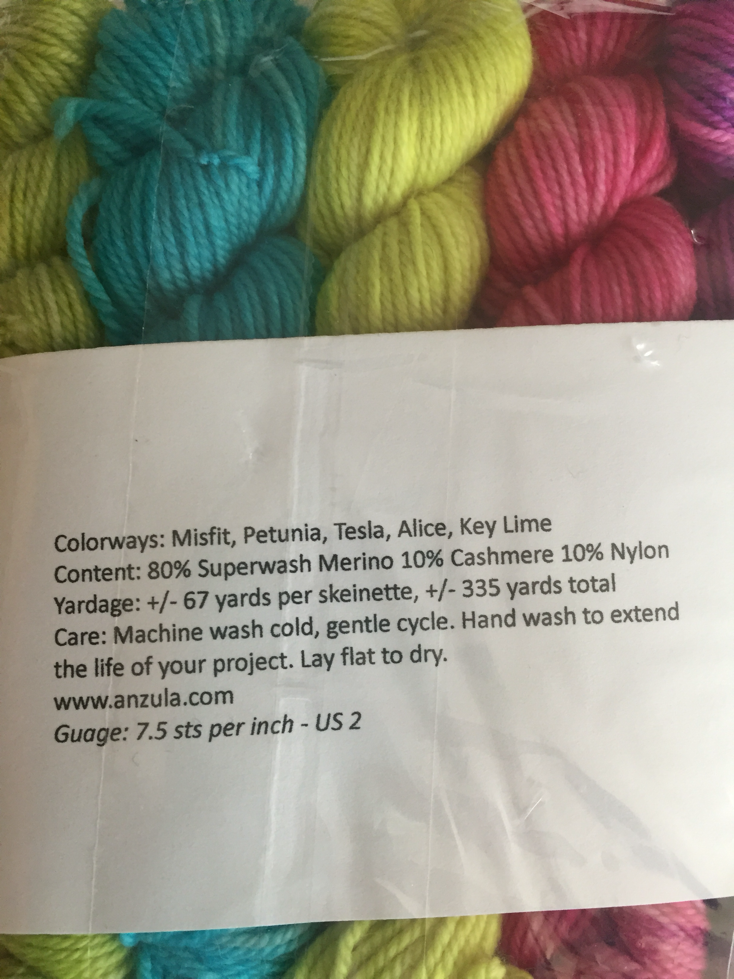 Colorways: Misfit, Petunia, Tesla, Alice, Key Lime
Content: 80% Superwash Merino 10% Cashmere 10% Nylon
Yardage: +/- 67 yards per skeinette, +/- 335 yards total
Care: Machine wash cold, gentle cycle. Hand wash to extend
the life of your project. Lay flat to dry.
www.anzula.com
Guage: 7.5 sts per inch - US 2